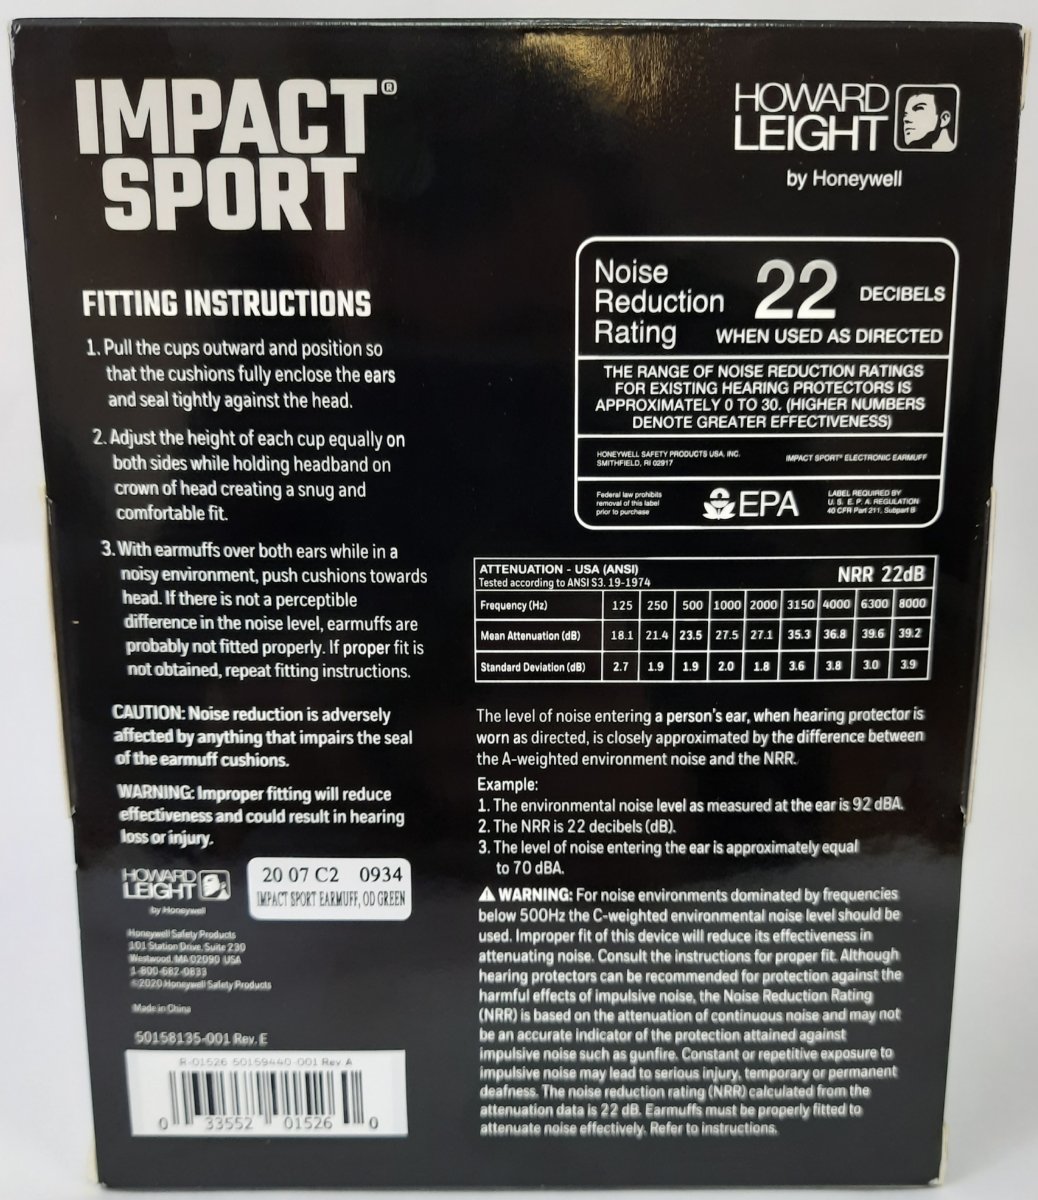 IMPACT®
SPORT
HOWARD
LEIGHT
by Honeywell
Noise
Reduction
Rating
22
DECIBELS
WHEN USED AS DIRECTED
THE RANGE OF NOISE REDUCTION RATINGS
FOR EXISTING HEARING PROTECTORS IS
APPROXIMATELY 0 TO 30. (HIGHER NUMBERS
DENOTE GREATER EFFECTIVENESS)
HONEYWELL SAFETY PRODUCTS USA, INC.
SMITHFIELD, RI 02917
IMPACT SPORT® ELECTRONIC EARMUFF
Federal law prohibits
removal of this label
prior to purchase
EPA
LABEL REQUIRED BY
U. S. E. P. A. REGULATION
40 CFR Part 211, Subpart B
FITTING INSTRUCTIONS
1. Pull the cups outward and position so
that the cushions fully enclose the ears
and seal tightly against the head.
2. Adjust the height of each cup equally on
both sides while holding headband on
crown of head creating a snug and
comfortable fit.
3. With earmuffs over both ears while in a
noisy environment, push cushions towards
head. If there is not a perceptible
difference in the noise level, earmuffs are
probably not fitted properly. If proper fit is
not obtained, repeat fitting instructions.
CAUTION: Noise reduction is adversely
affected by anything that impairs the seal
of the earmuff cushions.
WARNING: Improper fitting will reduce
effectiveness and could result in hearing
loss or injury.
ATTENUATION - USA (ANSI)
Tested according to ANSI S3. 19-1974
NRR 22dB
Frequency (Hz) 125 250 500 1000 2000 3150 4000 6300 8000
Mean Attenuation (dB) 18.1 21.4 23.5 27.5 27.1 35.3 36.8 39.6 39.2
Standard Deviation (dB) 2.7 1.9 1.9 2.0 1.8 3.6 3.8 3.0 3.9
The level of noise entering a person's ear, when hearing protector is
worn as directed, is closely approximated by the difference between
the A-weighted environment noise and the NRR.
Example:
1. The environmental noise level as measured at the ear is 92 dBA.
2. The NRR is 22 decibels (dB).
3. The level of noise entering the ear is approximately equal
to 70 dBA.
⚠ WARNING: For noise environments dominated by frequencies
below 500Hz the C-weighted environmental noise level should be
used. Improper fit of this device will reduce its effectiveness in
attenuating noise. Consult the instructions for proper fit. Although
hearing protectors can be recommended for protection against the
harmful effects of impulsive noise, the Noise Reduction Rating
(NRR) is based on the attenuation of continuous noise and may not
be an accurate indicator of the protection attained against
impulsive noise such as gunfire. Constant or repetitive exposure to
impulsive noise may lead to serious injury, temporary or permanent
deafness. The noise reduction rating (NRR) calculated from the
attenuation data is 22 dB. Earmuffs must be properly fitted to
attenuate noise effectively. Refer to instructions.
HOWARD
LEIGHT
by Honeywell
20 07 C2 0934
IMPACT SPORT EARMUFF, OD GREEN
Honeywell Safety Products
101 Station Drive, Suite 230
Westwood, MA 02090 USA
1-800-682-0833
©2020 Honeywell Safety Products
Made in China
50158135-001 Rev. E
R-01526 50159440-001 Rev A
0 33552 01526 0